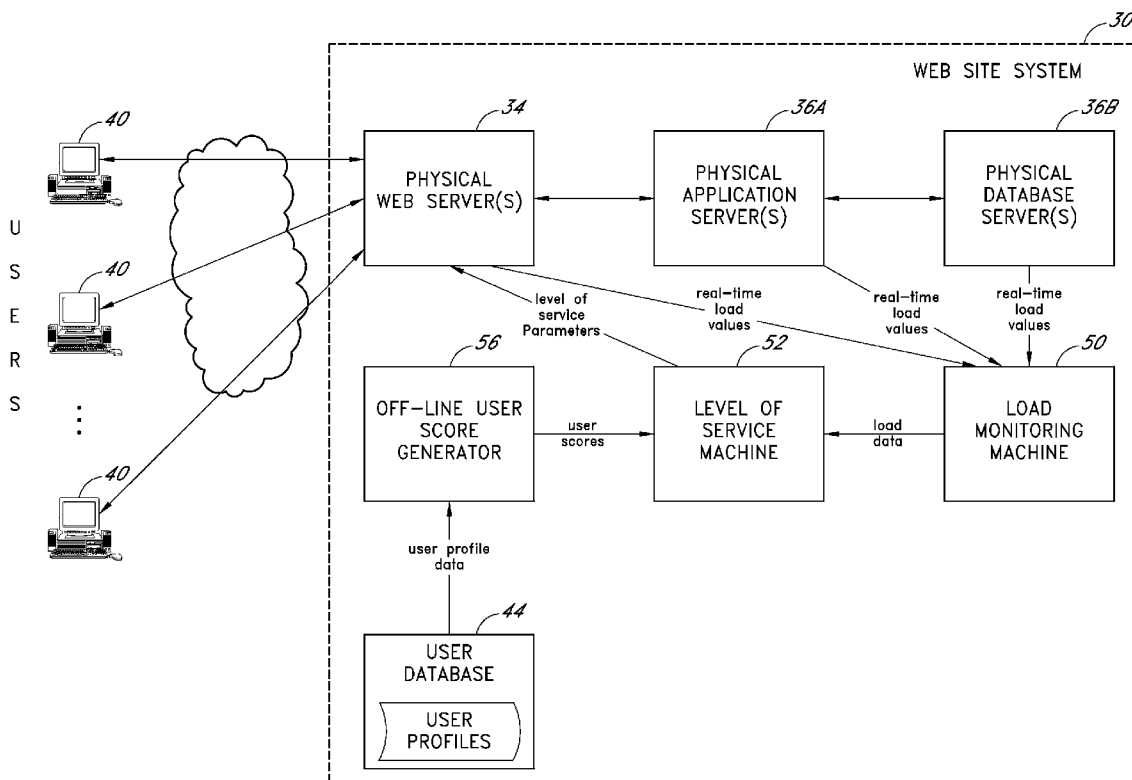 30
WEB SITE SYSTEM
40
34
36A
36B
PHYSICAL
WEB SERVER(S)
PHYSICAL
APPLICATION
SERVER(S)
PHYSICAL
DATABASE
SERVER(S)
USERS
40
level of
service
Parameters
real-time
load
values
real-time
load
values
real-time
load
values
56
52
50
OFF-LINE USER
SCORE
GENERATOR
user
scores
LEVEL OF
SERVICE
MACHINE
load
data
LOAD
MONITORING
MACHINE
40
user profile
data
44
USER
DATABASE
USER
PROFILES